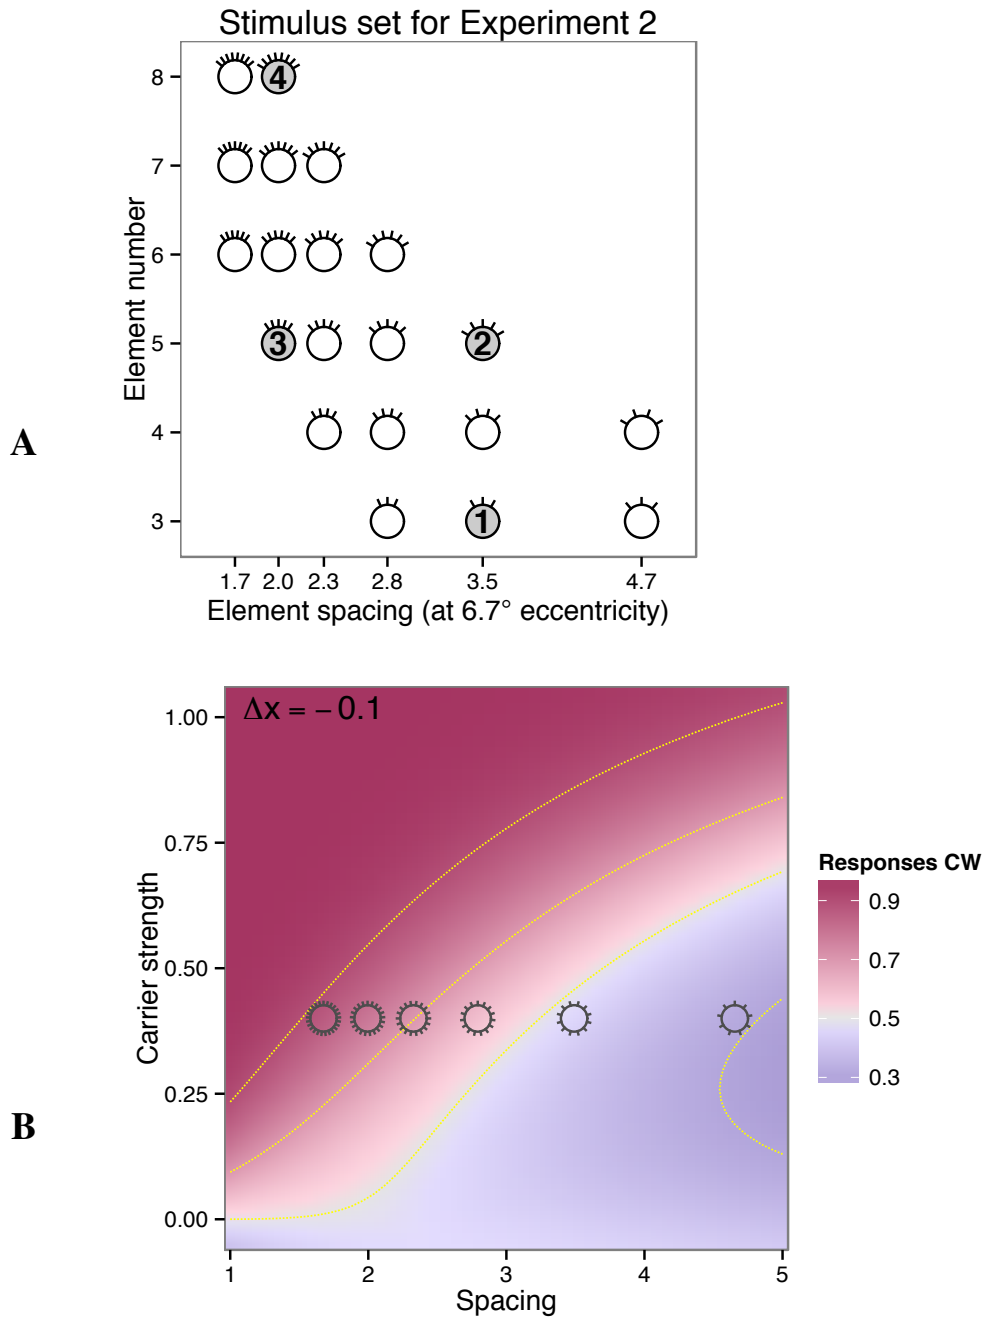 Stimulus set for Experiment 2
8
4
7
6
5
3
2
4
3
1
Element number
1.7 2.0 2.3 2.8 3.5 4.7
Element spacing (at 6.7° eccentricity)
A
Δx = − 0.1
1.00
0.75
0.50
0.25
0.00
Carrier strength
1 2 3 4 5
Spacing
Responses CW
0.9
0.7
0.5
0.3
B